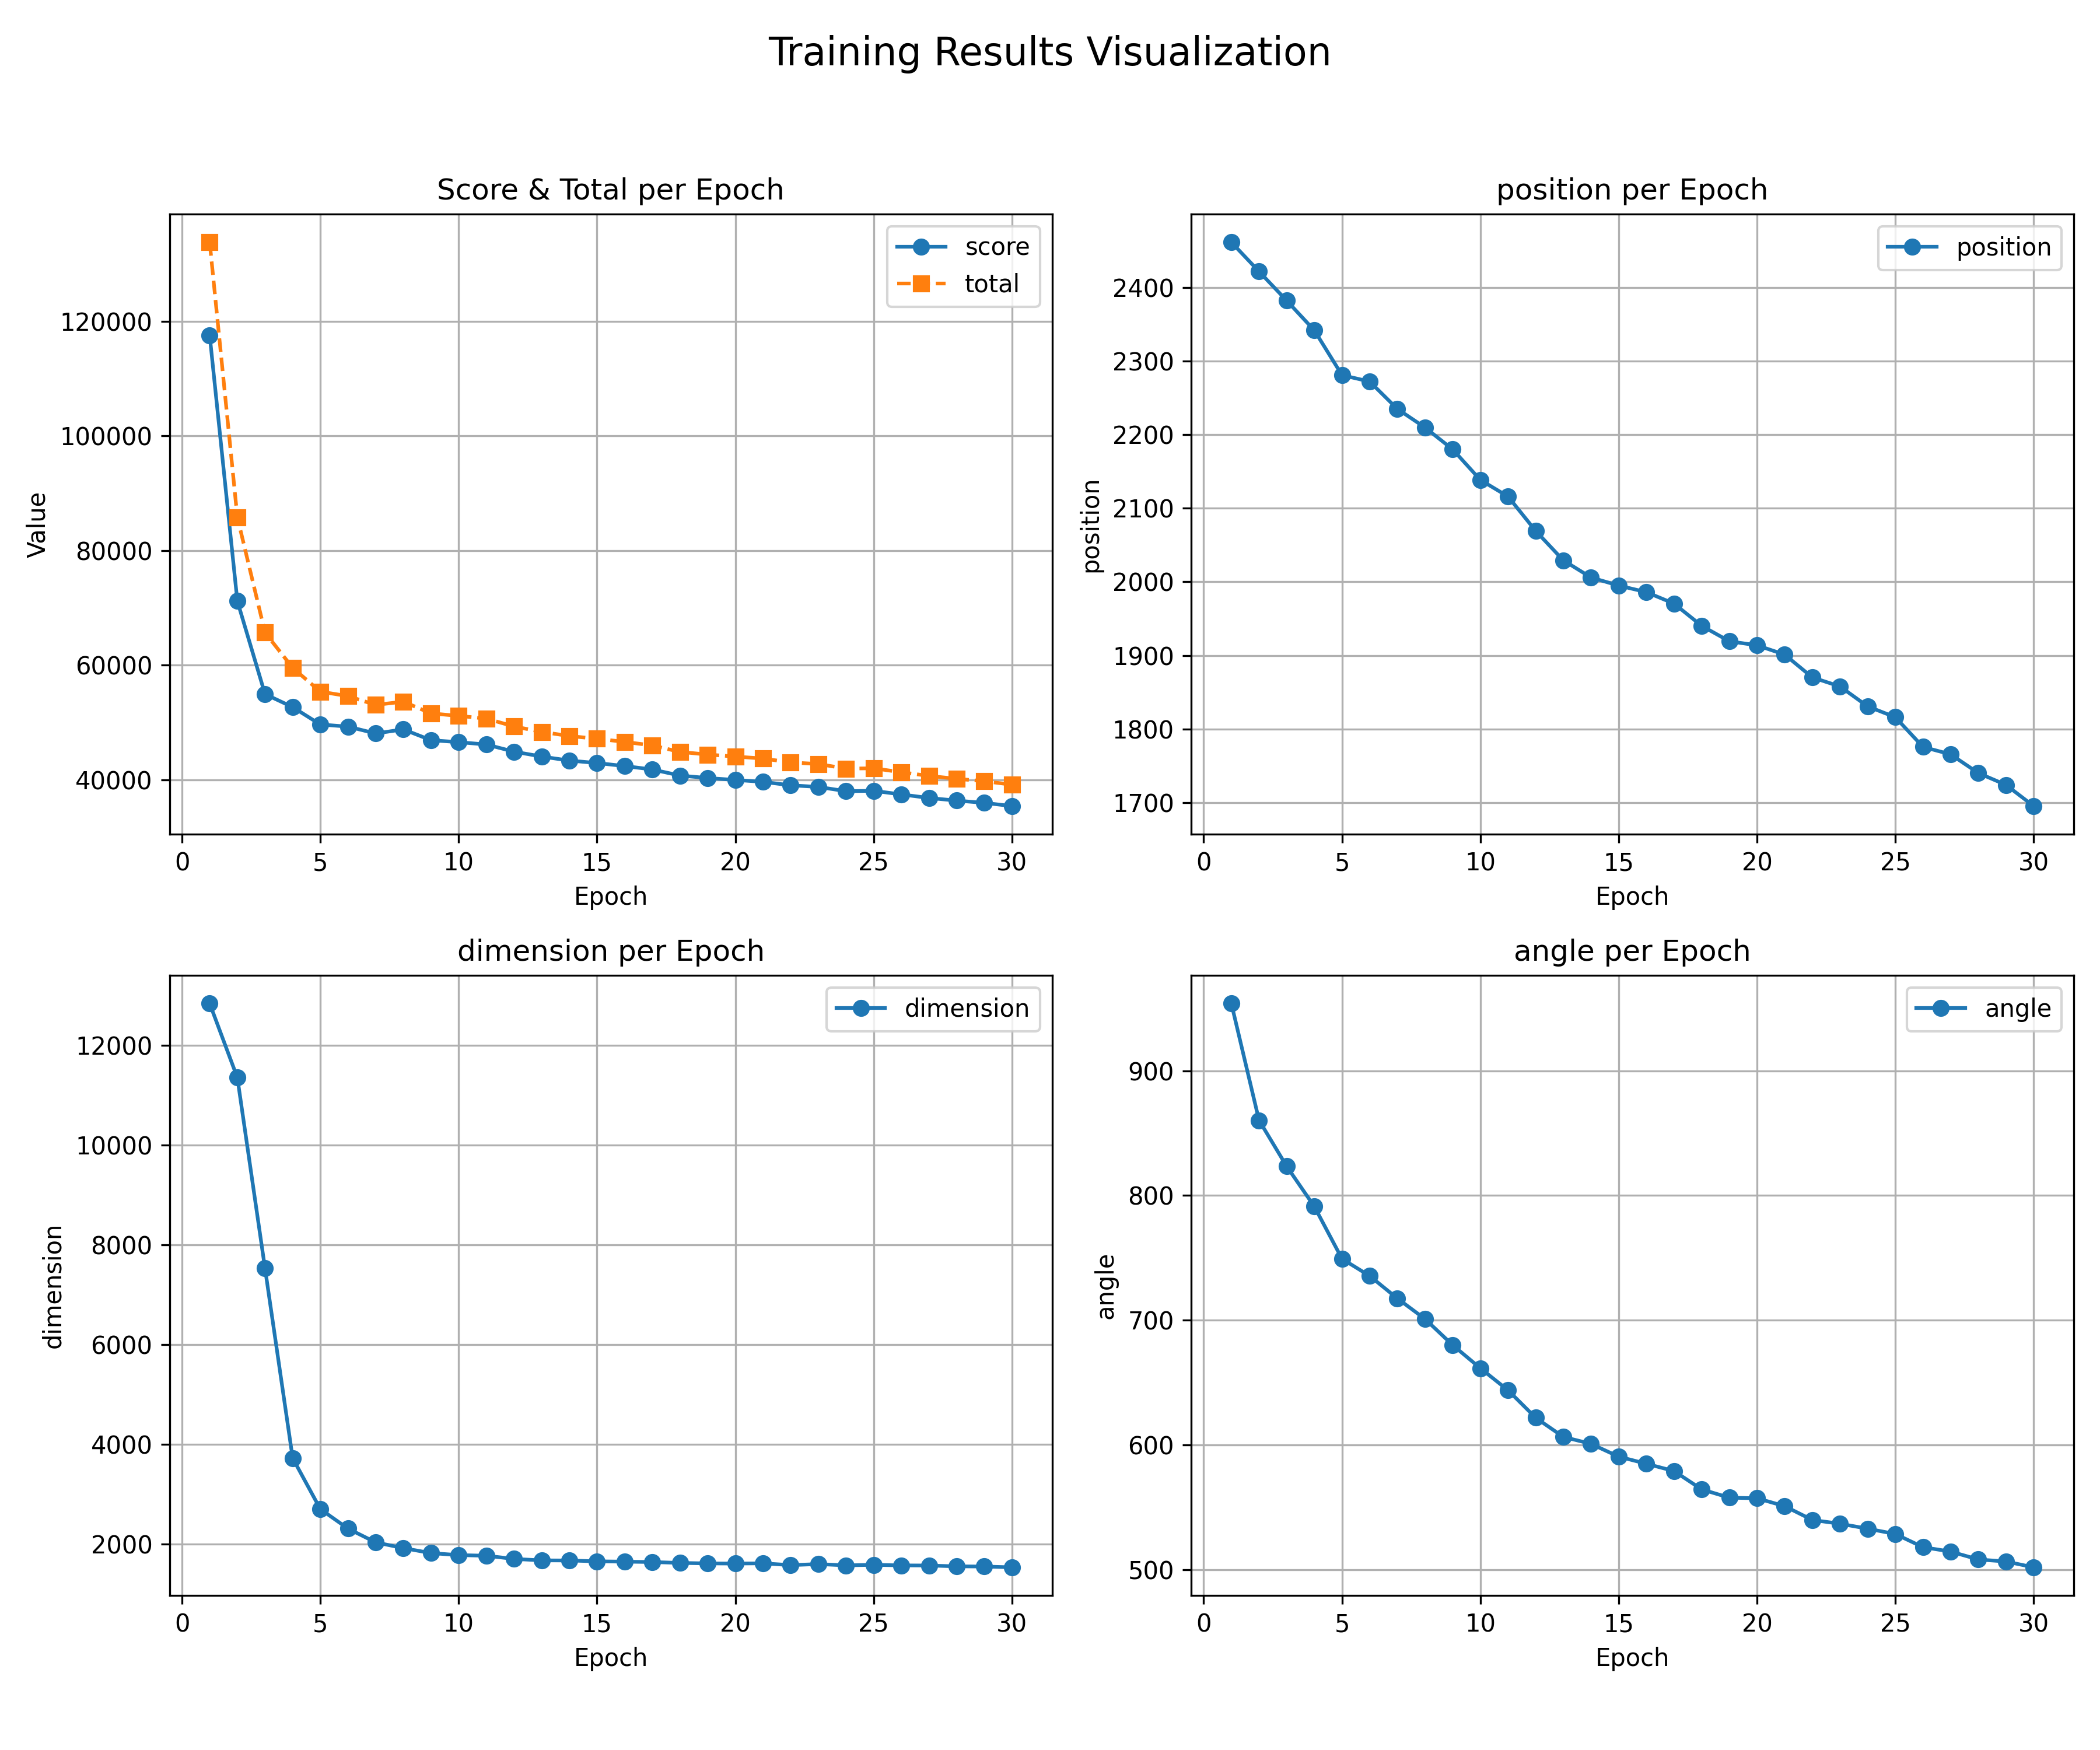 Training Results Visualization
Score & Total per Epoch
score
total
Value
120000
100000
80000
60000
40000
0 5 10 15 20 25 30
Epoch
position per Epoch
position
position
2400
2300
2200
2100
2000
1900
1800
1700
0 5 10 15 20 25 30
Epoch
dimension per Epoch
dimension
dimension
12000
10000
8000
6000
4000
2000
0 5 10 15 20 25 30
Epoch
angle per Epoch
angle
angle
900
800
700
600
500
0 5 10 15 20 25 30
Epoch